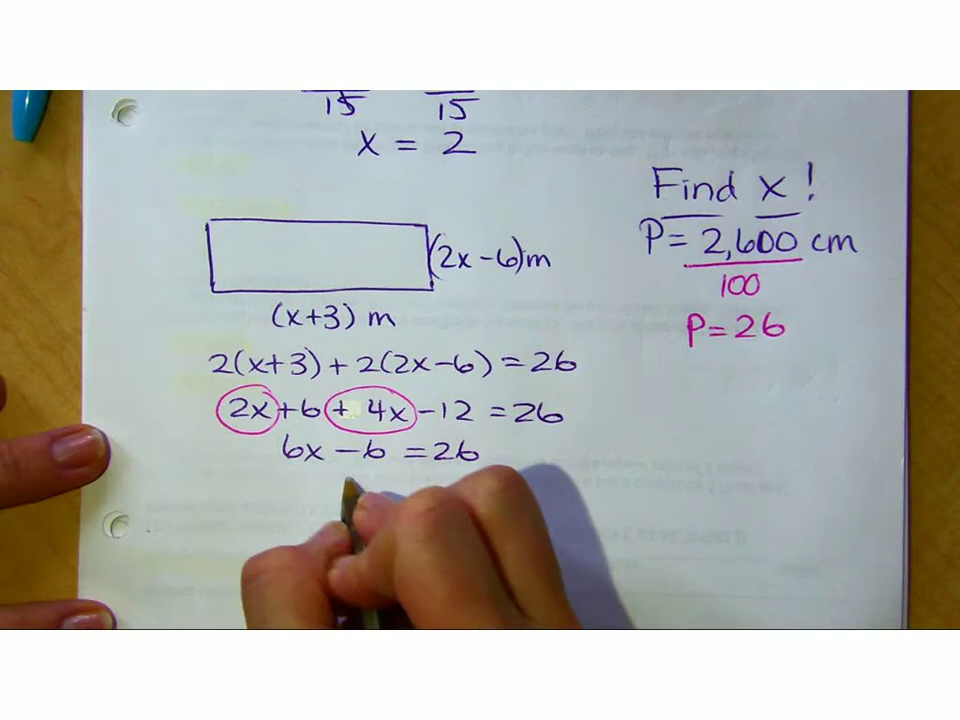 15 15
x = 2
Find x !
P= 2,600 cm
100
P=26
(2x-6)m
(x+3) m
2(x+3)+2(2x-6)=26
2x+6+4x-12=26
6x-6=26